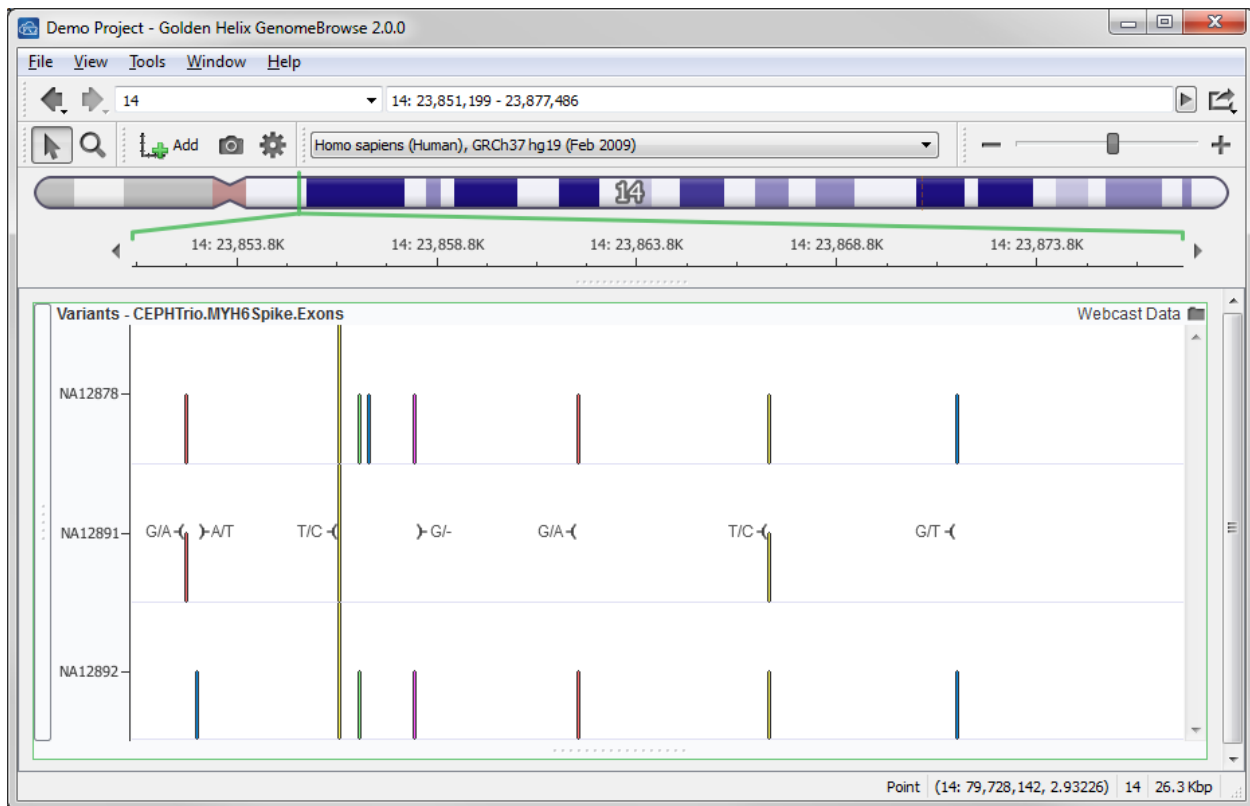 Demo Project - Golden Helix GenomeBrowse 2.0.0
File View Tools Window Help
14 14: 23,851,199 - 23,877,486
Add Homo sapiens (Human), GRCh37 hg19 (Feb 2009)
14
14: 23,853.8K 14: 23,858.8K 14: 23,863.8K 14: 23,868.8K 14: 23,873.8K
Variants - CEPHTrio.MYH6Spike.Exons Webcast Data
NA12878
NA12891 G/A A/T T/C G/- G/A T/C G/T
NA12892
Point (14: 79,728,142, 2.93226) 14 26.3 Kbp